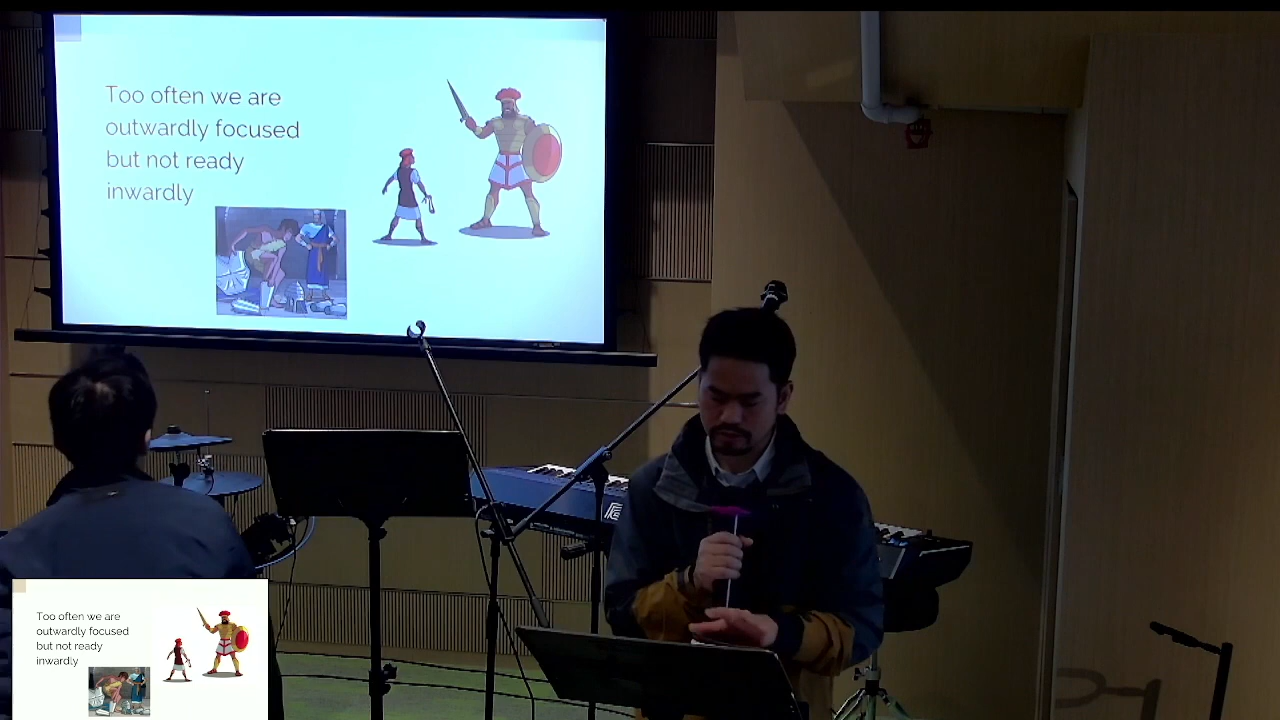 Too often we are
outwardly focused
but not ready
inwardly
Too often we are
outwardly focused
but not ready
inwardly